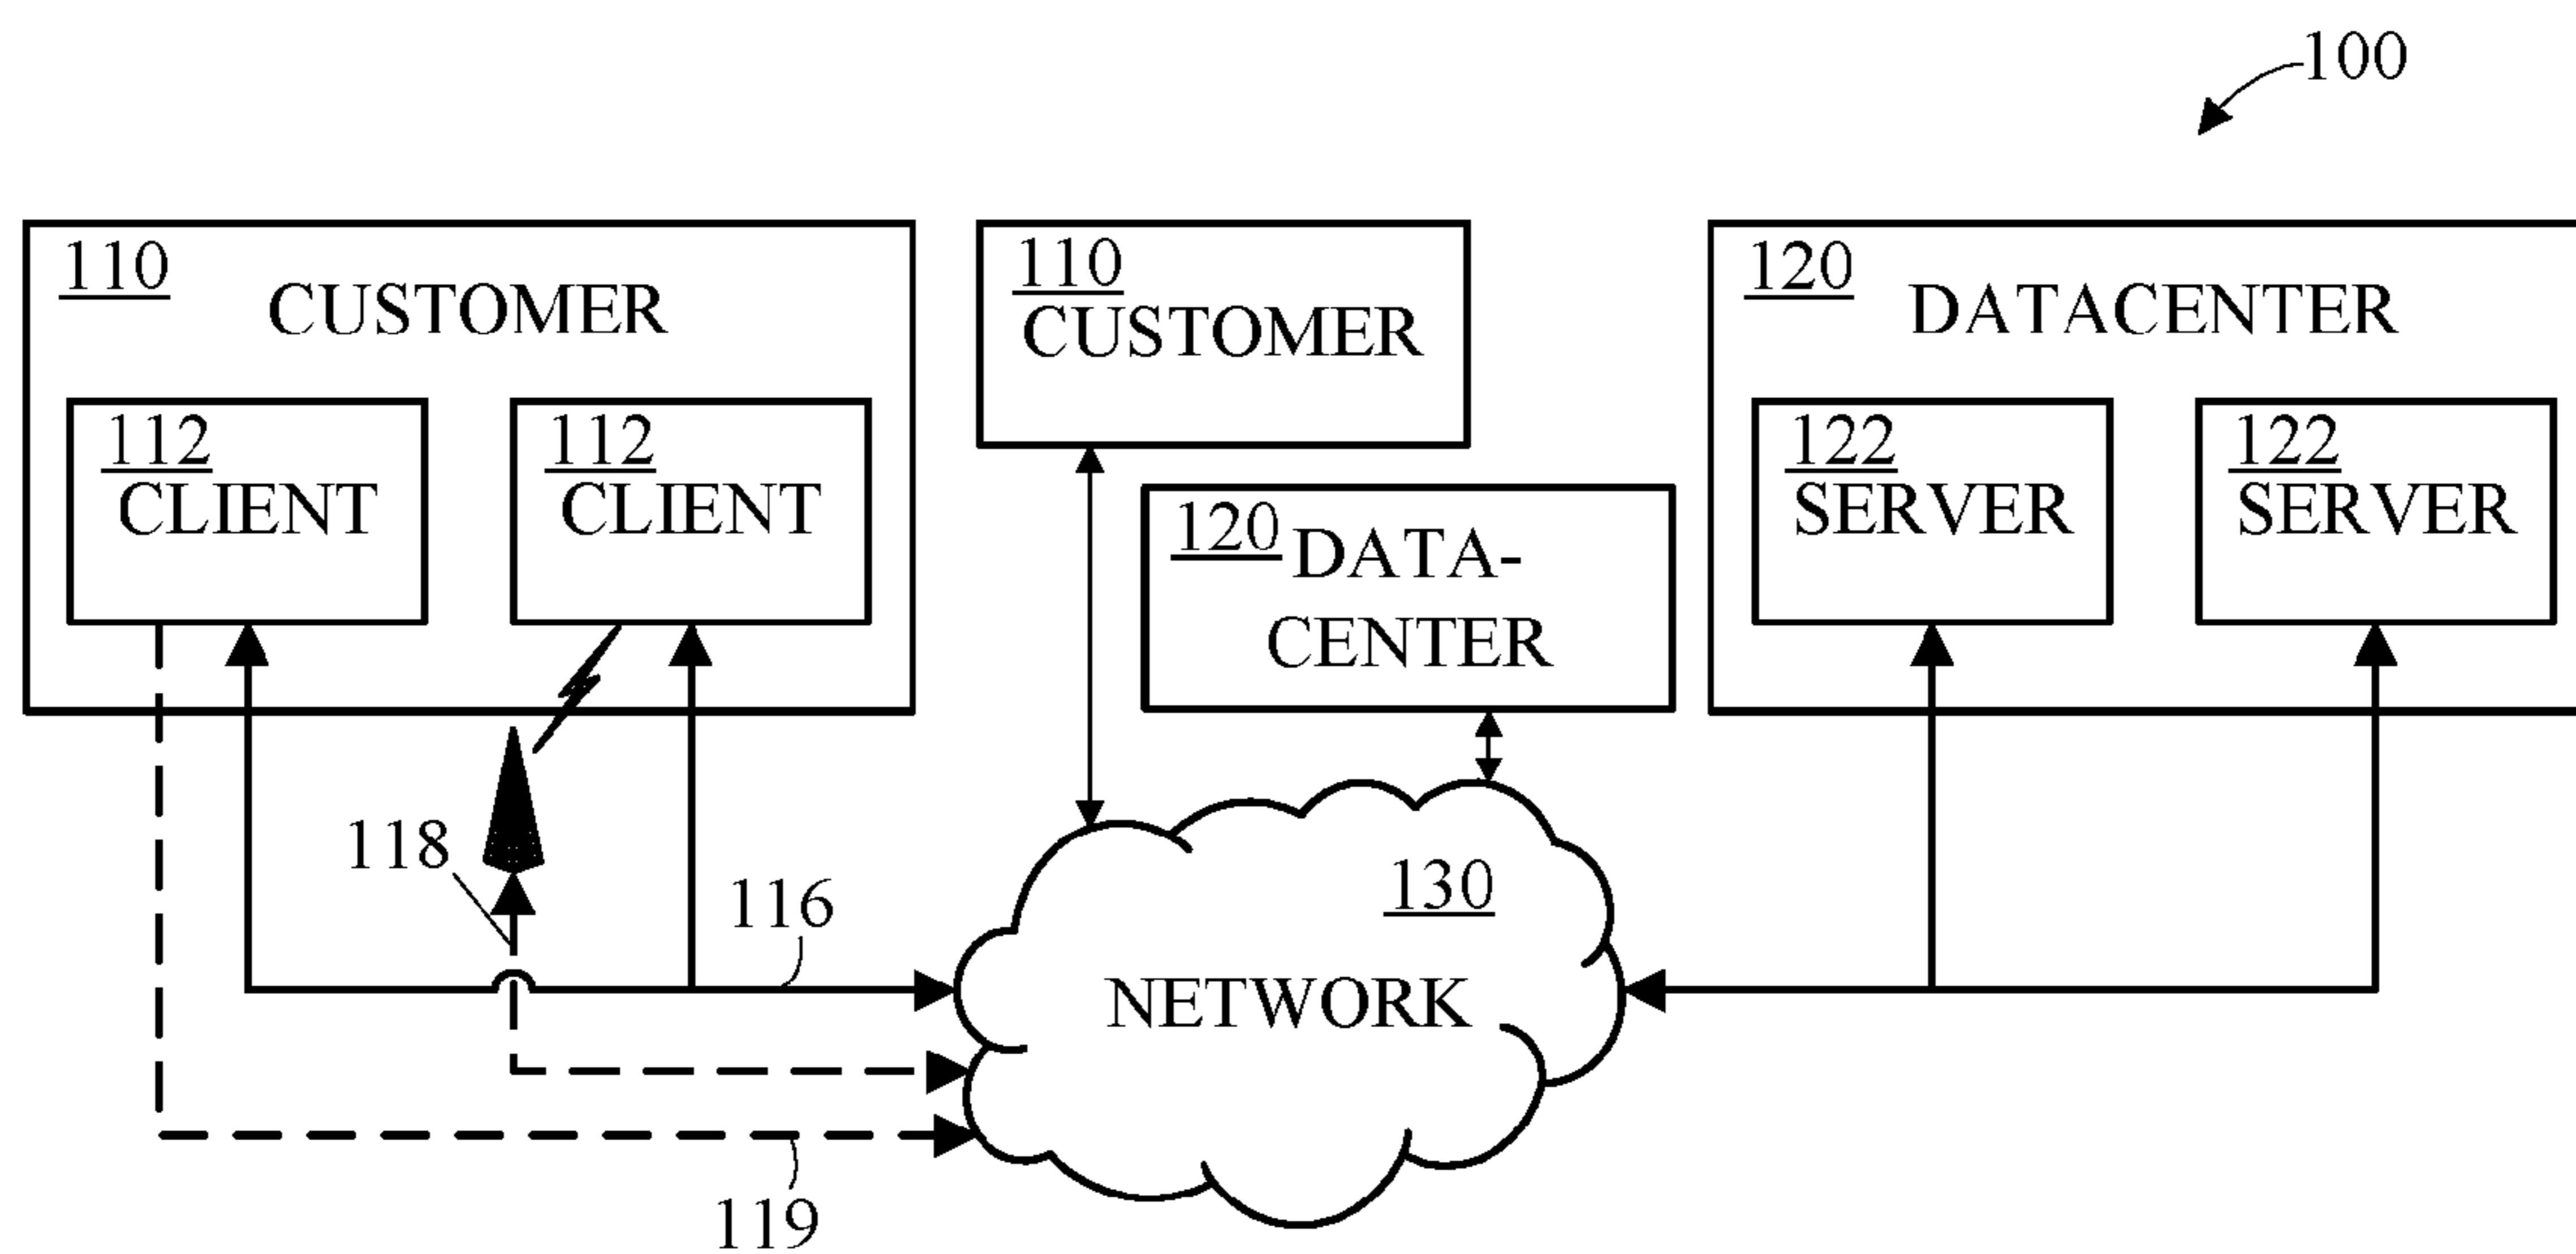 100
110
CUSTOMER
112
CLIENT
112
CLIENT
110
CUSTOMER
120 DATA-
CENTER
120
DATACENTER
122
SERVER
122
SERVER
118
116
130
NETWORK
119